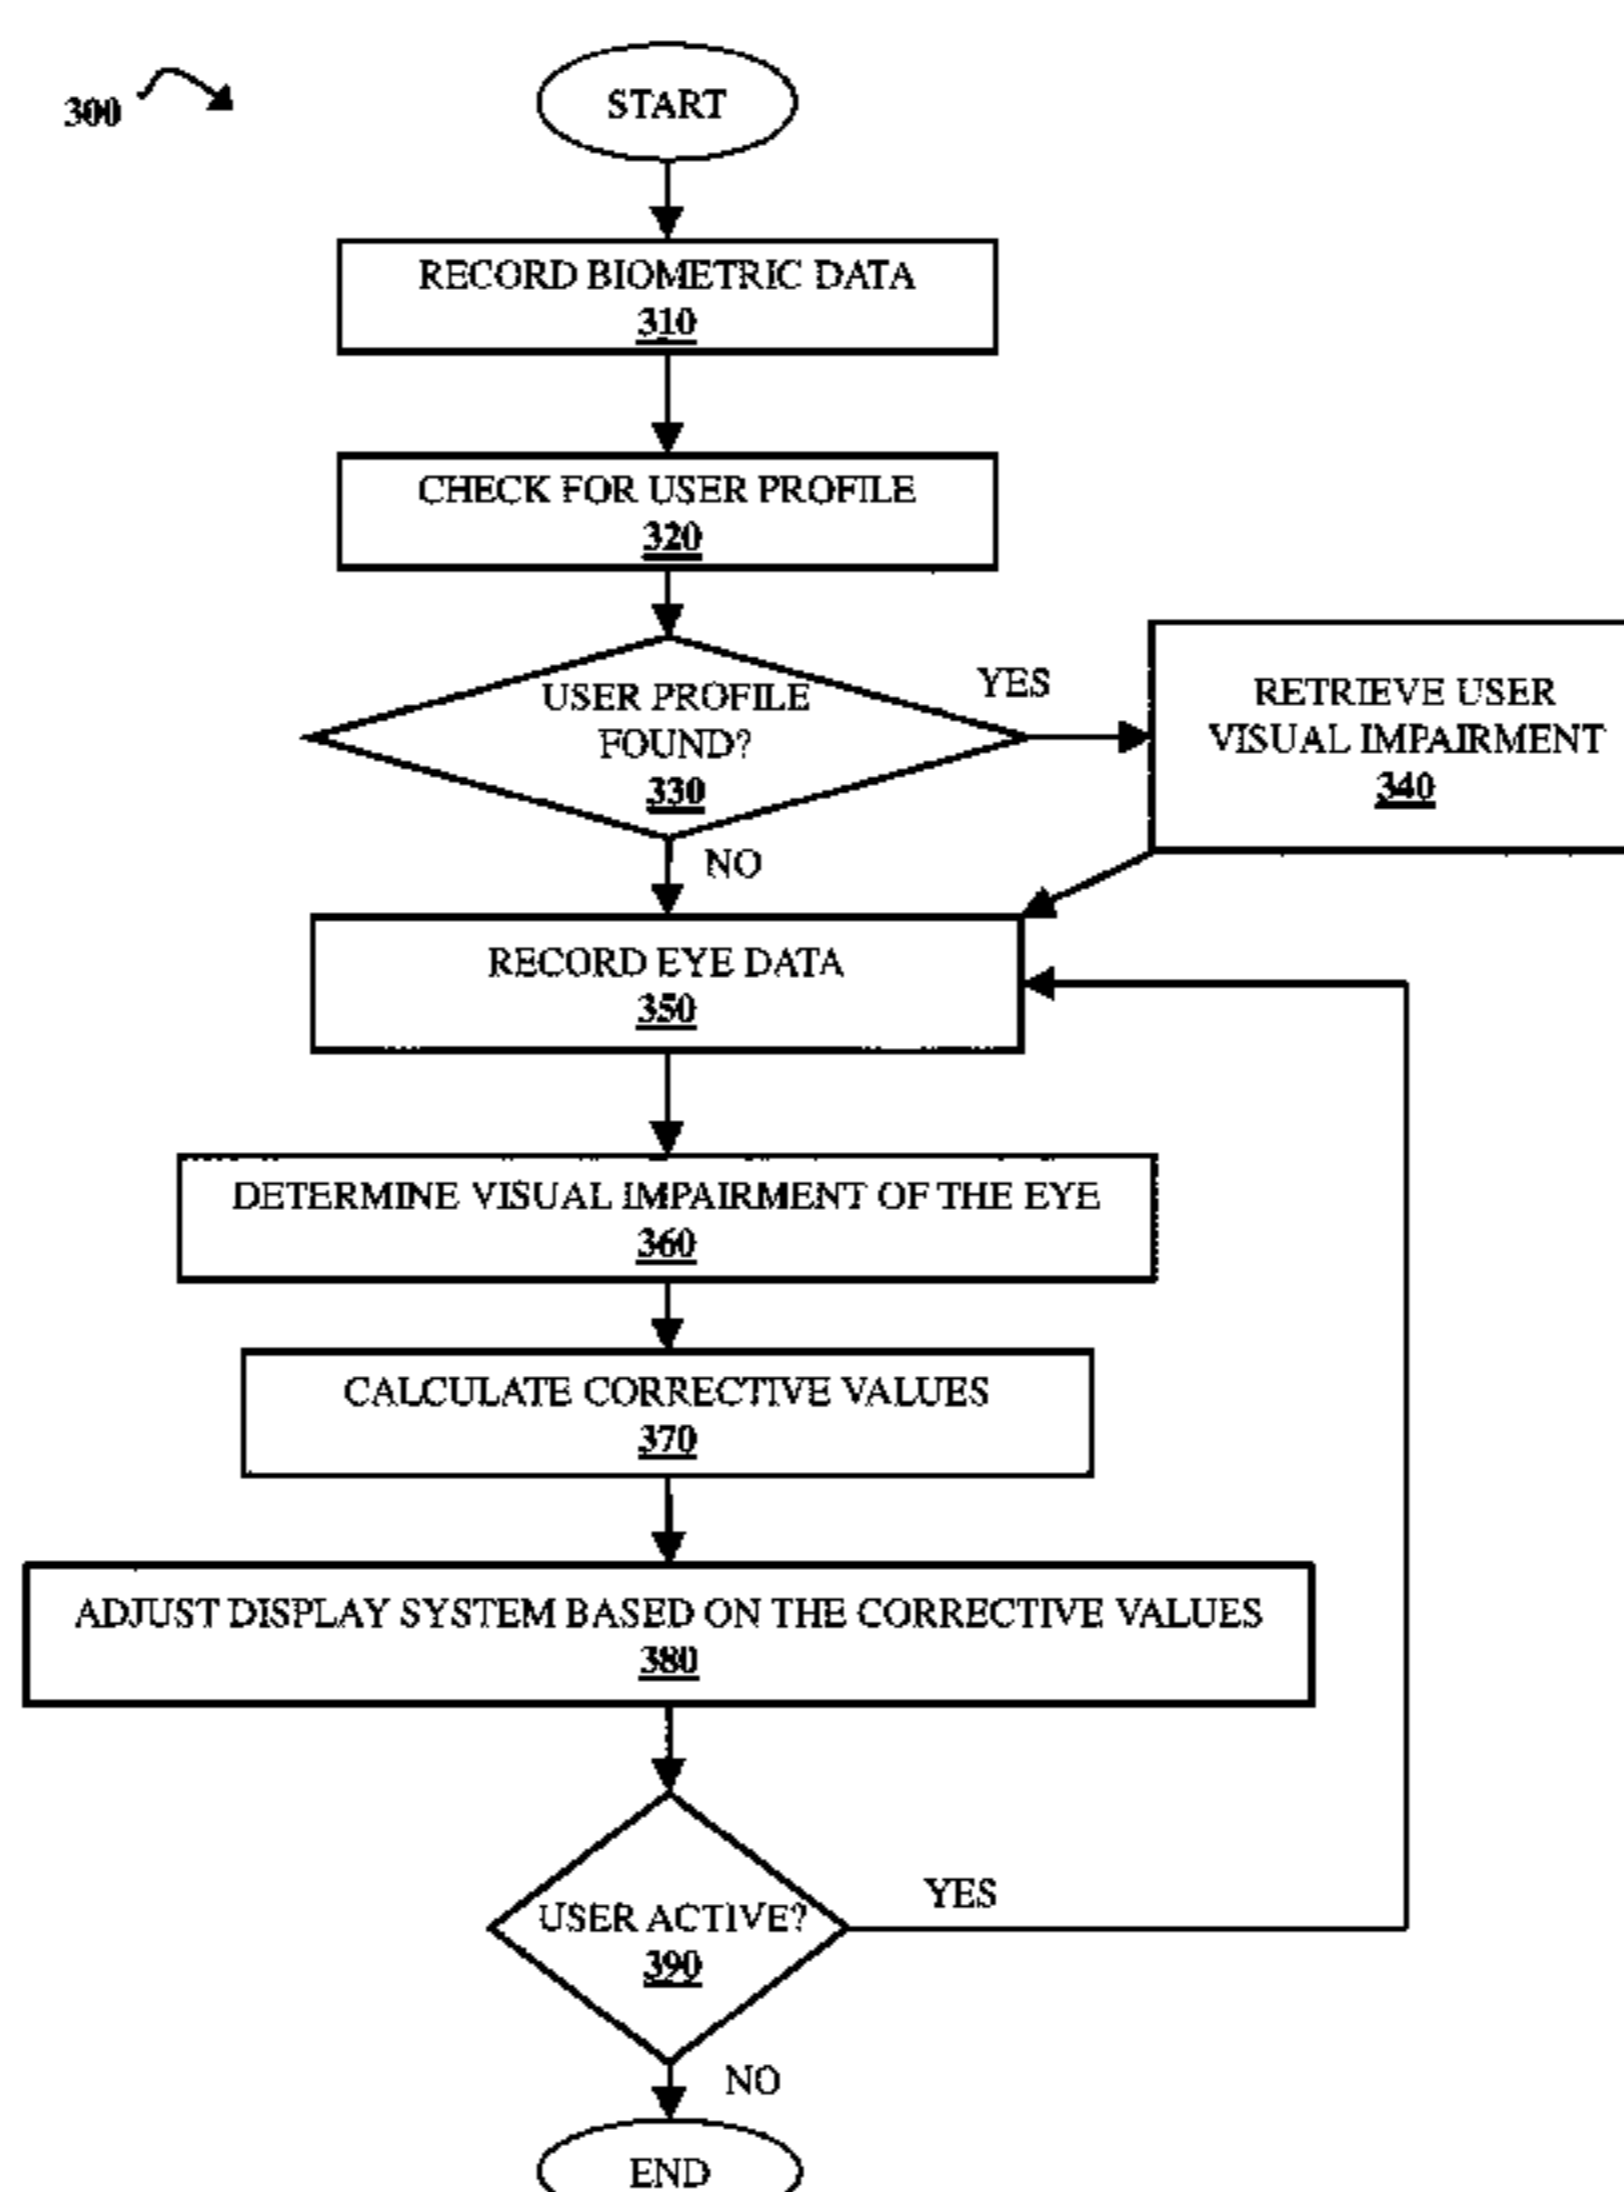 300
START
RECORD BIOMETRIC DATA
310
CHECK FOR USER PROFILE
320
USER PROFILE
FOUND?
330
YES
RETRIEVE USER
VISUAL IMPAIRMENT
340
NO
RECORD EYE DATA
350
DETERMINE VISUAL IMPAIRMENT OF THE EYE
360
CALCULATE CORRECTIVE VALUES
370
ADJUST DISPLAY SYSTEM BASED ON THE CORRECTIVE VALUES
380
USER ACTIVE?
390
YES
NO
END